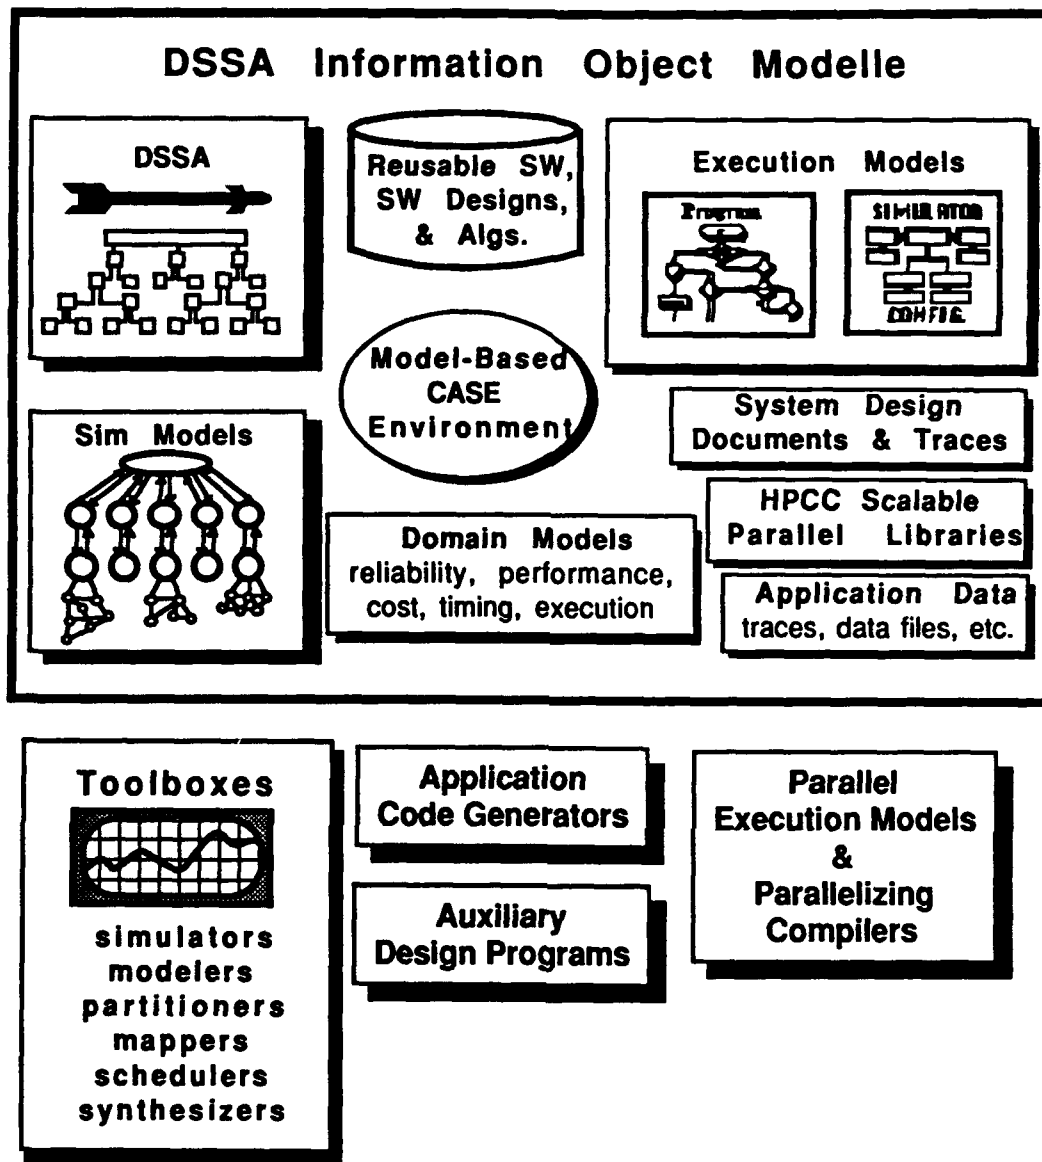 DSSA Information Object Modelle
DSSA
Reusable SW,
SW Designs,
& Algs.
Execution Models
Program
SIMULATOR
CONFIG.
Model-Based
CASE
Environment
Sim Models
System Design
Documents & Traces
HPCC Scalable
Parallel Libraries
Domain Models
reliability, performance,
cost, timing, execution
Application Data
traces, data files, etc.
Toolboxes
simulators
modelers
partitioners
mappers
schedulers
synthesizers
Application
Code Generators
Auxiliary
Design Programs
Parallel
Execution Models
&
Parallelizing
Compilers